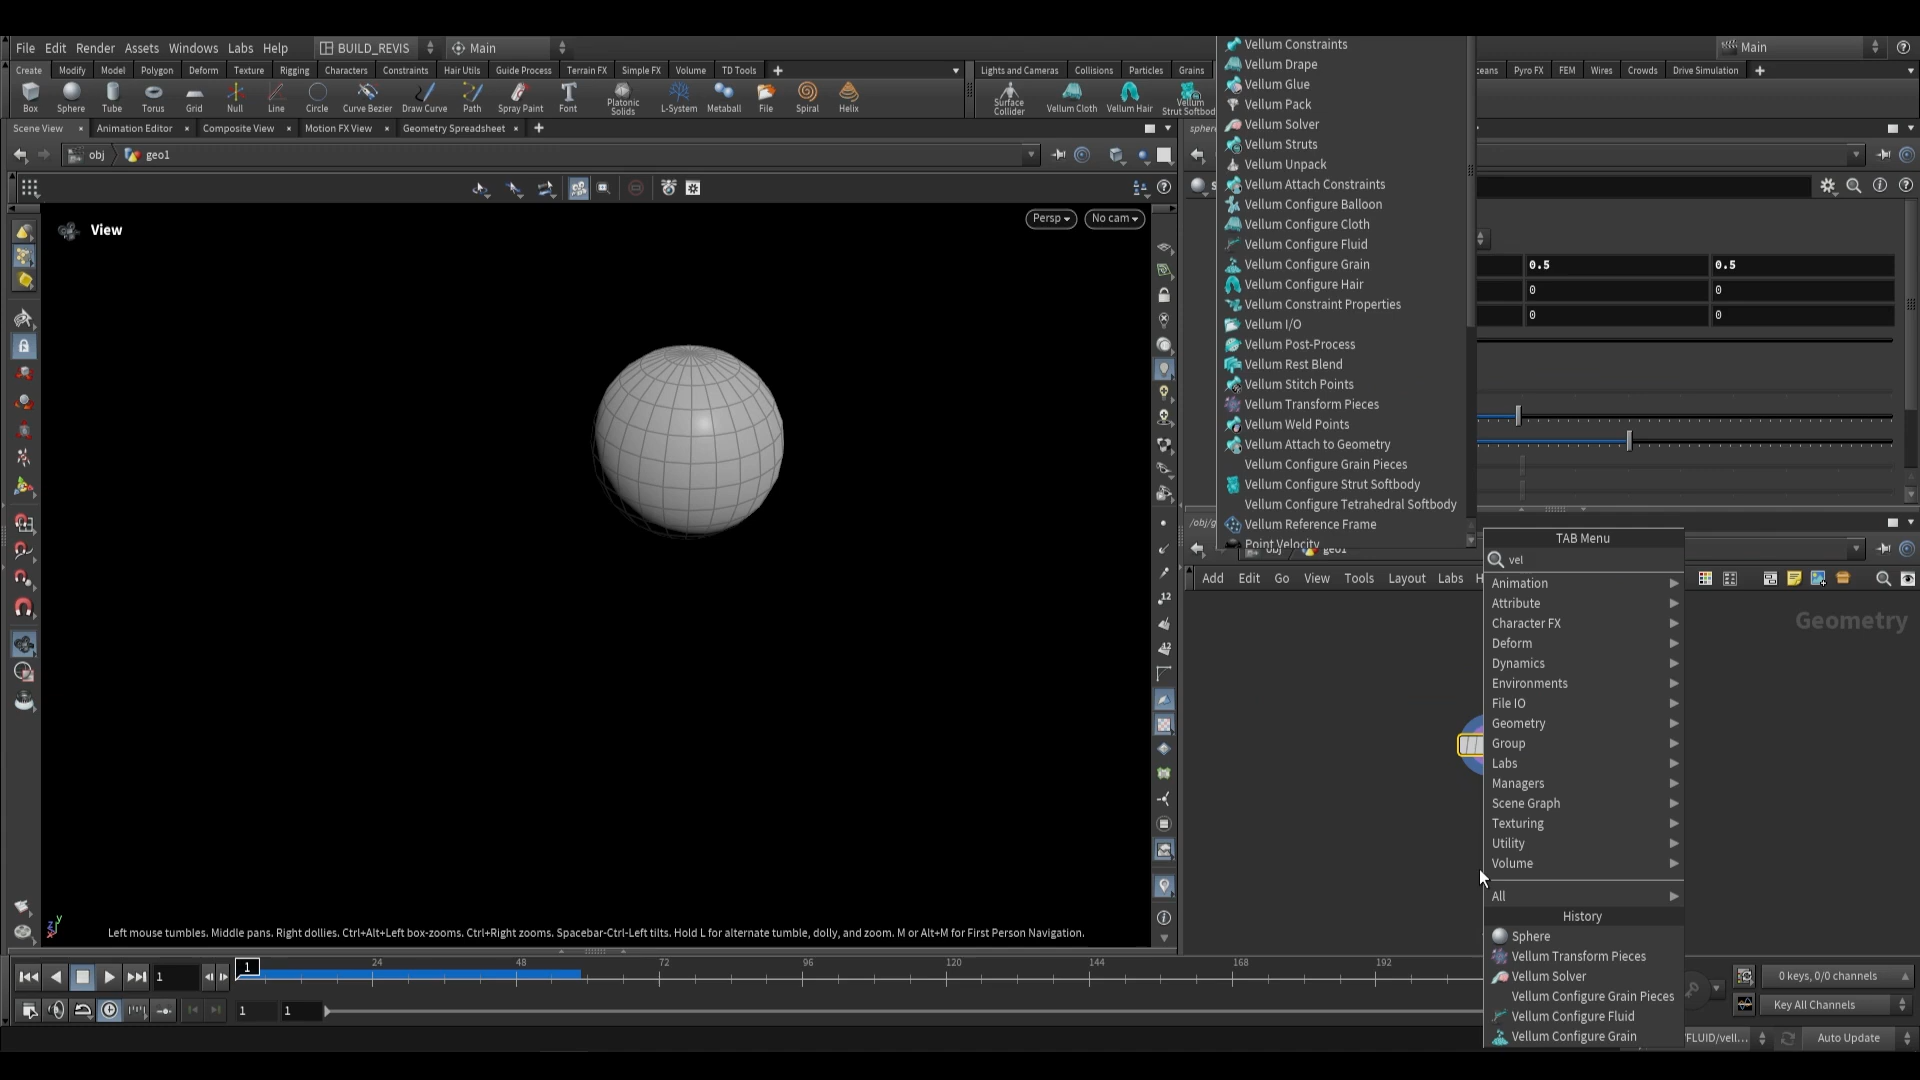 File Edit Render Assets Windows Labs Help BUILD_REVIS Main Main
Create Modify Model Polygon Deform Texture Rigging Characters Constraints Hair Utils Guide Process Terrain FX Simple FX Volume TD Tools
Lights and Cameras Collisions Particles Grains Pyro FX FEM Wires Crowds Drive Simulation
Box Sphere Tube Torus Grid Null Line Circle Curve Bezier Draw Curve Path Spray Paint Font Platonic Solids L-System Metaball File Spiral Helix
Surface Collider Vellum Cloth Vellum Hair Vellum Strut Softbod
Scene View Animation Editor Composite View Motion FX View Geometry Spreadsheet
obj geo1
View
Persp No cam
Vellum Constraints
Vellum Drape
Vellum Glue
Vellum Pack
Vellum Solver
Vellum Struts
Vellum Unpack
Vellum Attach Constraints
Vellum Configure Balloon
Vellum Configure Cloth
Vellum Configure Fluid
Vellum Configure Grain
Vellum Configure Hair
Vellum Constraint Properties
Vellum I/O
Vellum Post-Process
Vellum Rest Blend
Vellum Stitch Points
Vellum Transform Pieces
Vellum Weld Points
Vellum Attach to Geometry
Vellum Configure Grain Pieces
Vellum Configure Strut Softbody
Vellum Configure Tetrahedral Softbody
Vellum Reference Frame
Point Velocity
0.5 0.5
0 0
0 0
/obj/g
obj geo1
Add Edit Go View Tools Layout Labs H
Geometry
TAB Menu
vel
Animation
Attribute
Character FX
Deform
Dynamics
Environments
File IO
Geometry
Group
Labs
Managers
Scene Graph
Texturing
Utility
Volume
All
History
Sphere
Vellum Transform Pieces
Vellum Solver
Vellum Configure Grain Pieces
Vellum Configure Fluid
Vellum Configure Grain
Left mouse tumbles. Middle pans. Right dollies. Ctrl+Alt+Left box-zooms. Ctrl+Right zooms. Spacebar-Ctrl-Left tilts. Hold L for alternate tumble, dolly, and zoom. M or Alt+M for First Person Navigation.
1 1 24 48 72 96 120 144 168 192
0 keys, 0/0 channels
1 1
Key All Channels
/FLUID/vell... Auto Update